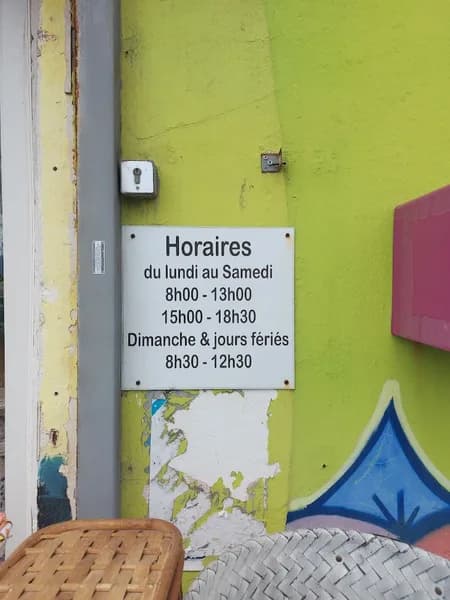 Horaires
du lundi au Samedi
8h00 - 13h00
15h00 - 18h30
Dimanche & jours fériés
8h30 - 12h30